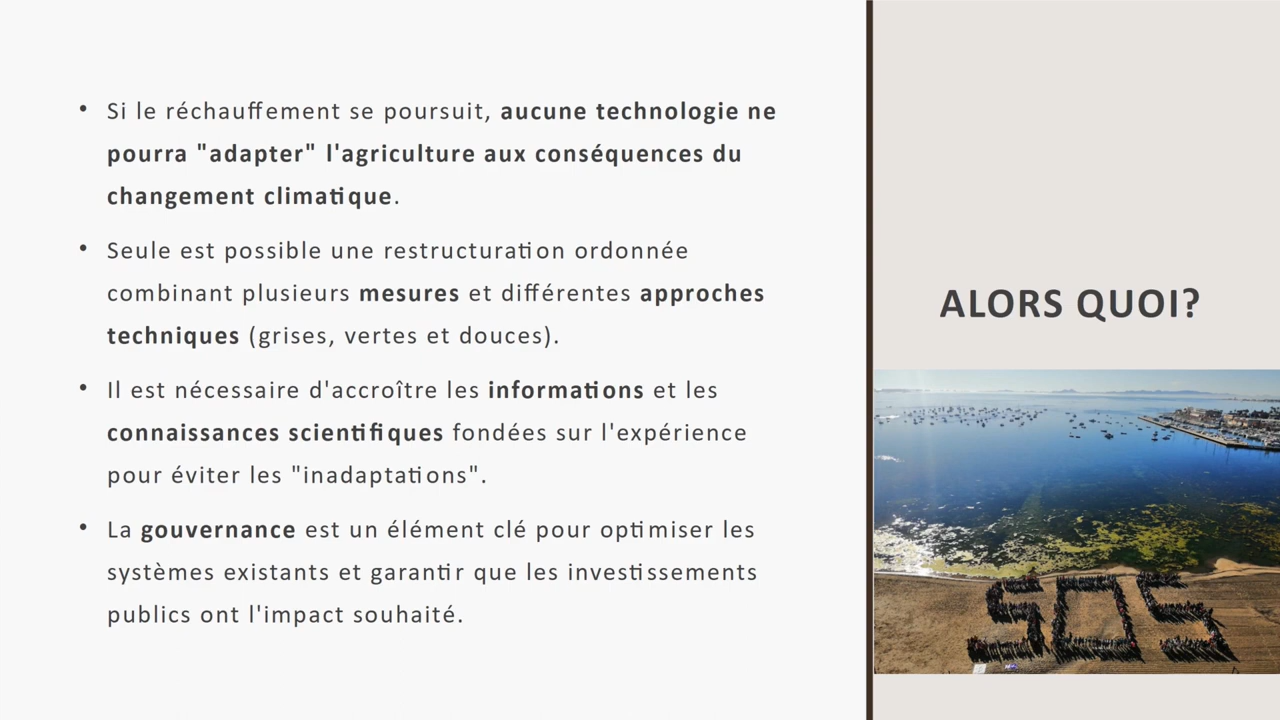 • Si le réchauffement se poursuit, aucune technologie ne
pourra "adapter" l'agriculture aux conséquences du
changement climatique.
• Seule est possible une restructuration ordonnée
combinant plusieurs mesures et différentes approches
techniques (grises, vertes et douces).
• Il est nécessaire d'accroître les informations et les
connaissances scientifiques fondées sur l'expérience
pour éviter les "inadaptations".
• La gouvernance est un élément clé pour optimiser les
systèmes existants et garantir que les investissements
publics ont l'impact souhaité.
ALORS QUOI?
SOS